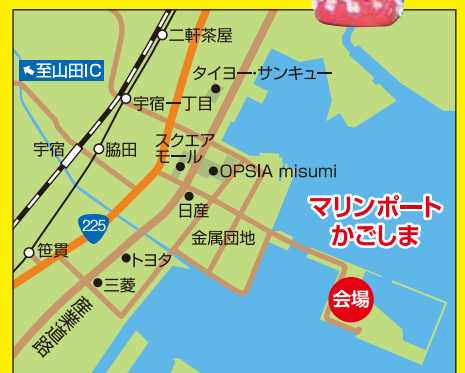 二軒茶屋
至山田IC
タイヨー・サンキュー
宇宿一丁目
宇宿
脇田
スクエア
モール
OPSIA misumi
日産
マリンポート
かごしま
225
金属団地
笹貫
トヨタ
三菱
会場
産業道路